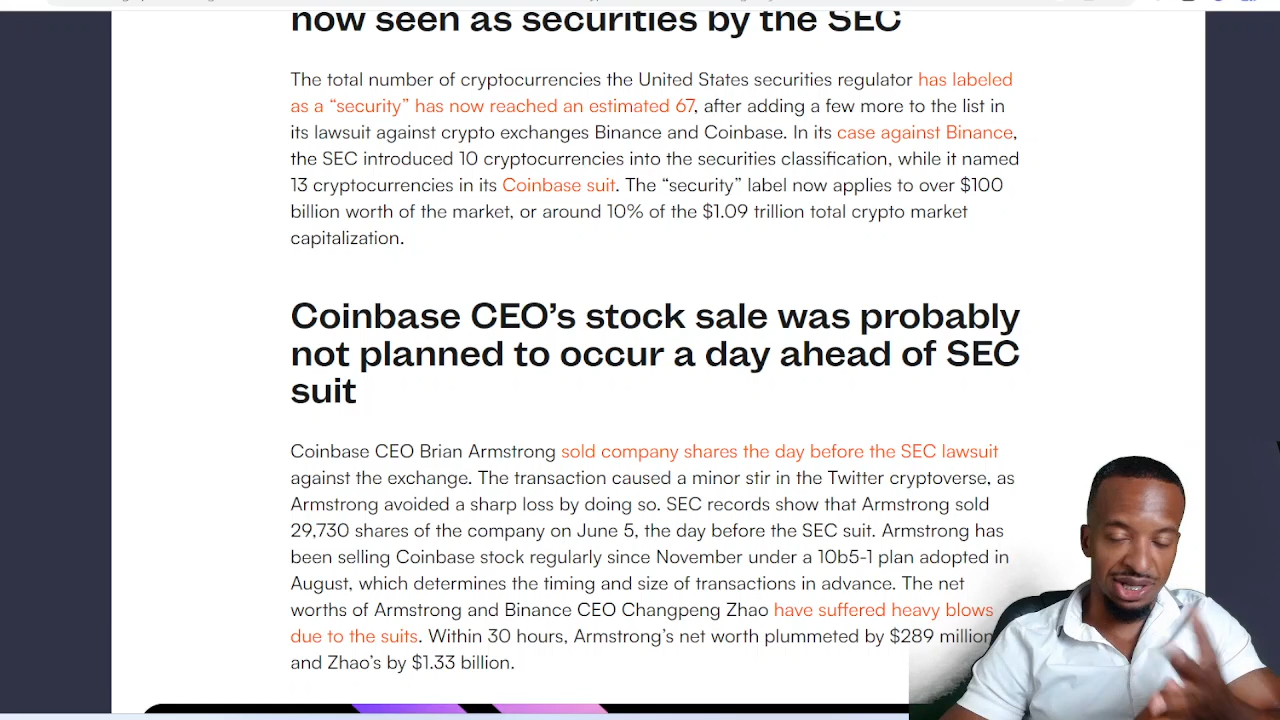 now seen as securities by the SEC
The total number of cryptocurrencies the United States securities regulator has labeled
as a “security” has now reached an estimated 67, after adding a few more to the list in
its lawsuit against crypto exchanges Binance and Coinbase. In its case against Binance,
the SEC introduced 10 cryptocurrencies into the securities classification, while it named
13 cryptocurrencies in its Coinbase suit. The “security” label now applies to over $100
billion worth of the market, or around 10% of the $1.09 trillion total crypto market
capitalization.
Coinbase CEO’s stock sale was probably
not planned to occur a day ahead of SEC
suit
Coinbase CEO Brian Armstrong sold company shares the day before the SEC lawsuit
against the exchange. The transaction caused a minor stir in the Twitter cryptoverse, as
Armstrong avoided a sharp loss by doing so. SEC records show that Armstrong sold
29,730 shares of the company on June 5, the day before the SEC suit. Armstrong has
been selling Coinbase stock regularly since November under a 10b5-1 plan adopted in
August, which determines the timing and size of transactions in advance. The net
worths of Armstrong and Binance CEO Changpeng Zhao have suffered heavy blows
due to the suits. Within 30 hours, Armstrong’s net worth plummeted by $289 million
and Zhao’s by $1.33 billion.